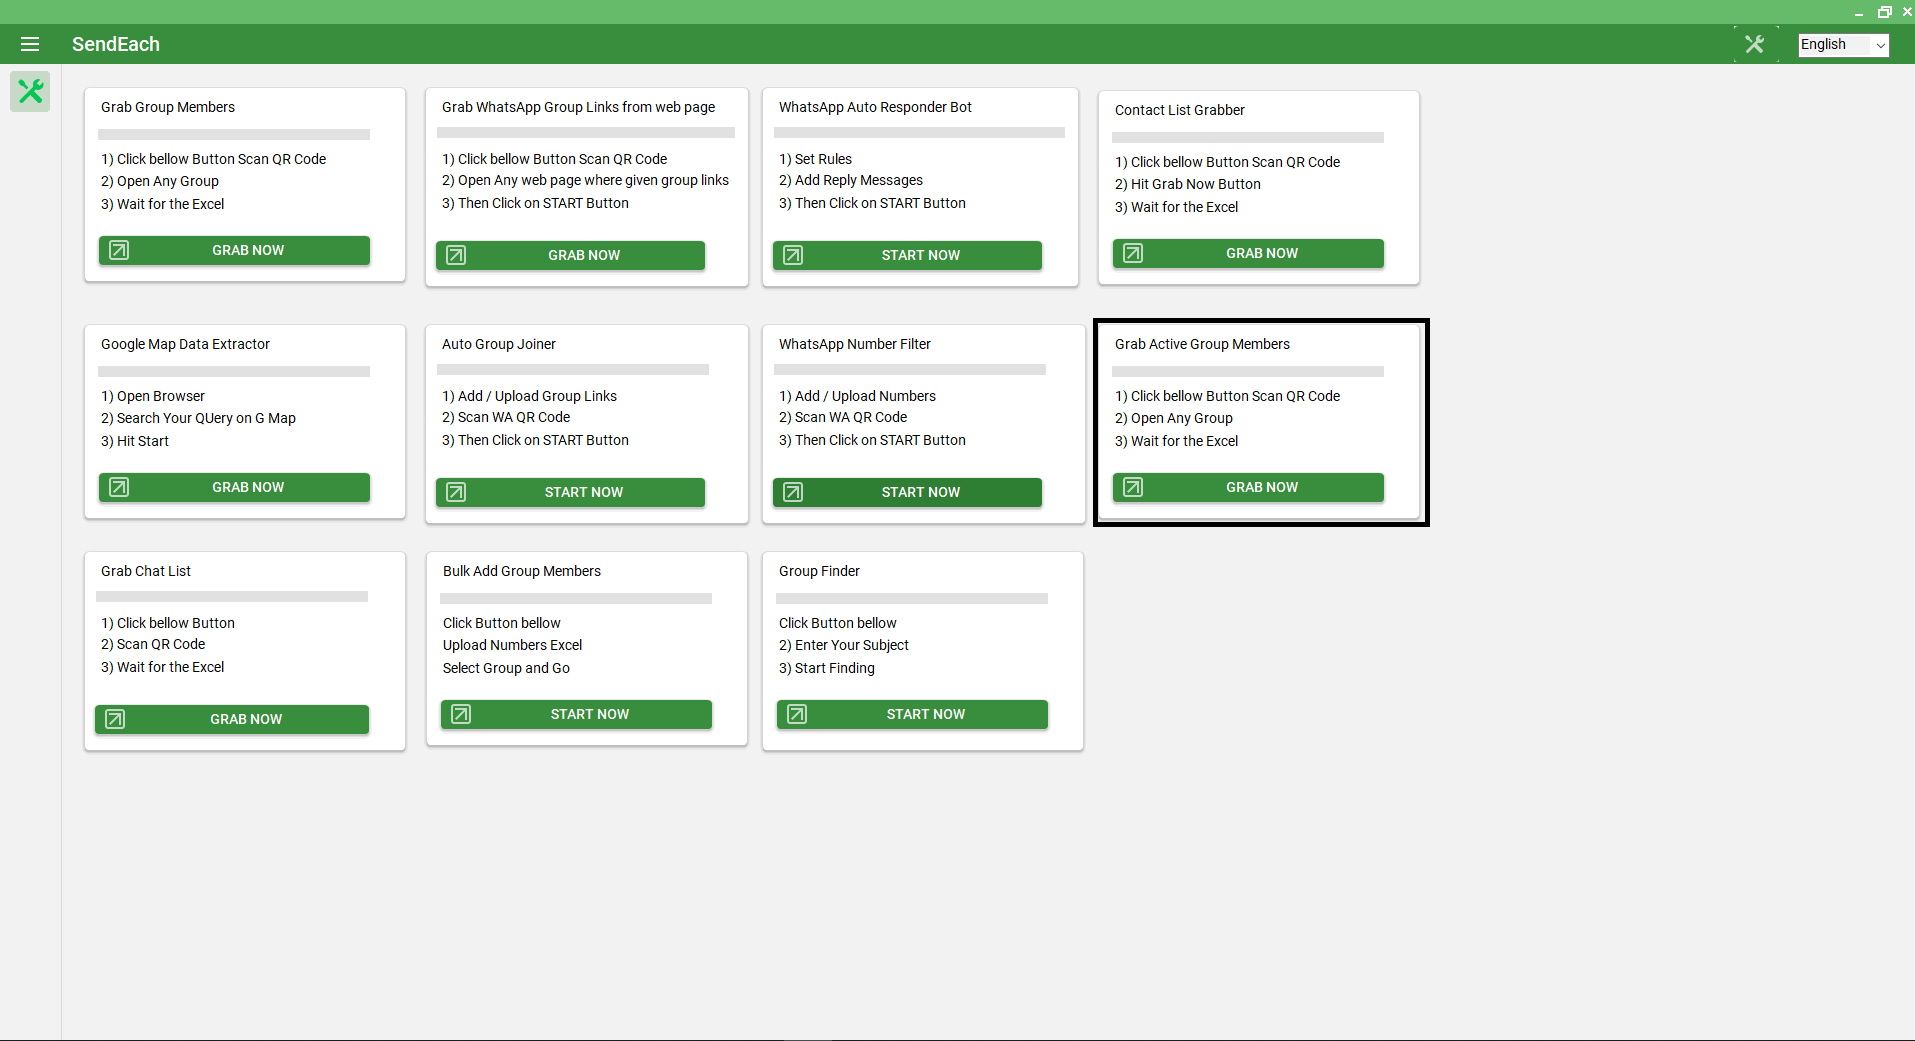 SendEach
English
Grab Group Members
1) Click bellow Button Scan QR Code
2) Open Any Group
3) Wait for the Excel
GRAB NOW
Grab WhatsApp Group Links from web page
1) Click bellow Button Scan QR Code
2) Open Any web page where given group links
3) Then Click on START Button
GRAB NOW
WhatsApp Auto Responder Bot
1) Set Rules
2) Add Reply Messages
3) Then Click on START Button
START NOW
Contact List Grabber
1) Click bellow Button Scan QR Code
2) Hit Grab Now Button
3) Wait for the Excel
GRAB NOW
Google Map Data Extractor
1) Open Browser
2) Search Your QUery on G Map
3) Hit Start
GRAB NOW
Auto Group Joiner
1) Add / Upload Group Links
2) Scan WA QR Code
3) Then Click on START Button
START NOW
WhatsApp Number Filter
1) Add / Upload Numbers
2) Scan WA QR Code
3) Then Click on START Button
START NOW
Grab Active Group Members
1) Click bellow Button Scan QR Code
2) Open Any Group
3) Wait for the Excel
GRAB NOW
Grab Chat List
1) Click bellow Button
2) Scan QR Code
3) Wait for the Excel
GRAB NOW
Bulk Add Group Members
Click Button bellow
Upload Numbers Excel
Select Group and Go
START NOW
Group Finder
Click Button bellow
2) Enter Your Subject
3) Start Finding
START NOW